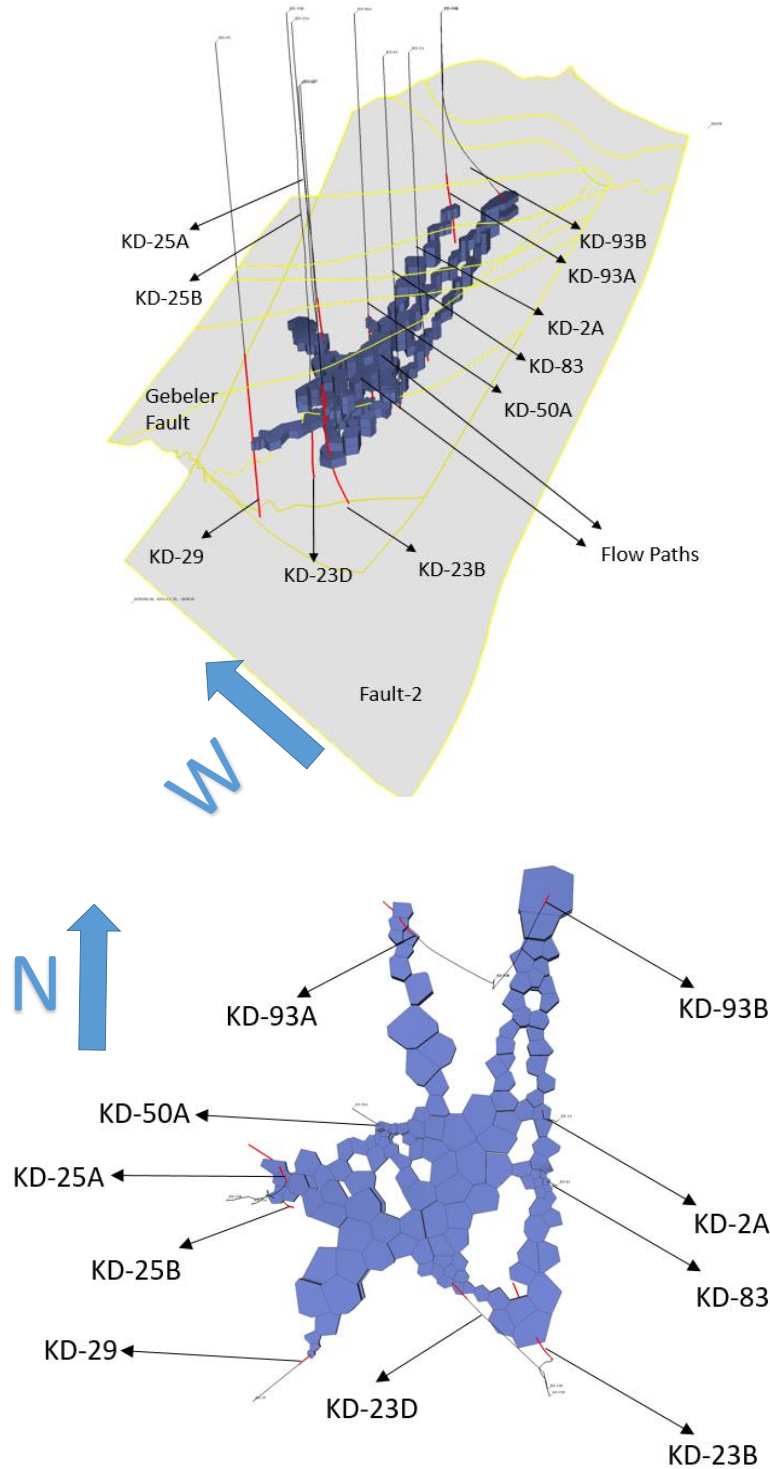 KD-25A
KD-25B
KD-93B
KD-93A
KD-2A
KD-83
KD-50A
Gebeler
Fault
Flow Paths
KD-29
KD-23D
KD-23B
Fault-2
W
N
KD-93A
KD-93B
KD-50A
KD-25A
KD-2A
KD-25B
KD-83
KD-29
KD-23D
KD-23B